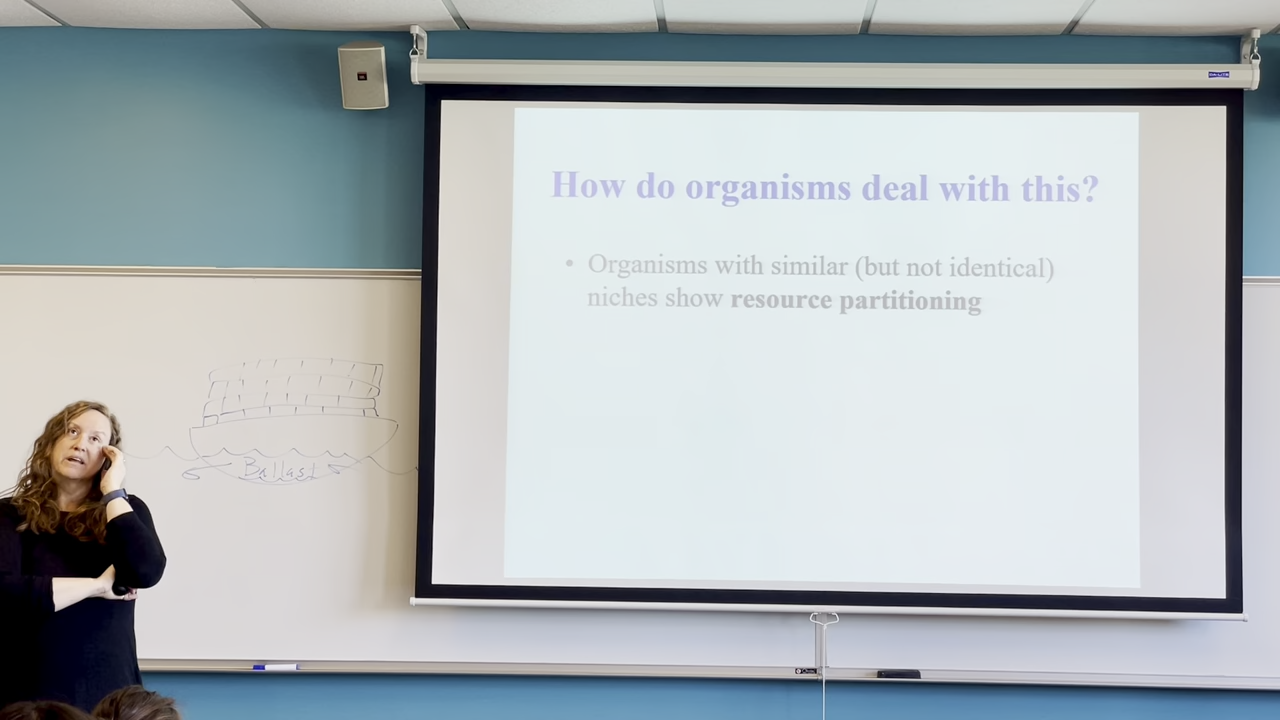 How do organisms deal with this?
• Organisms with similar (but not identical)
niches show resource partitioning
Ballast